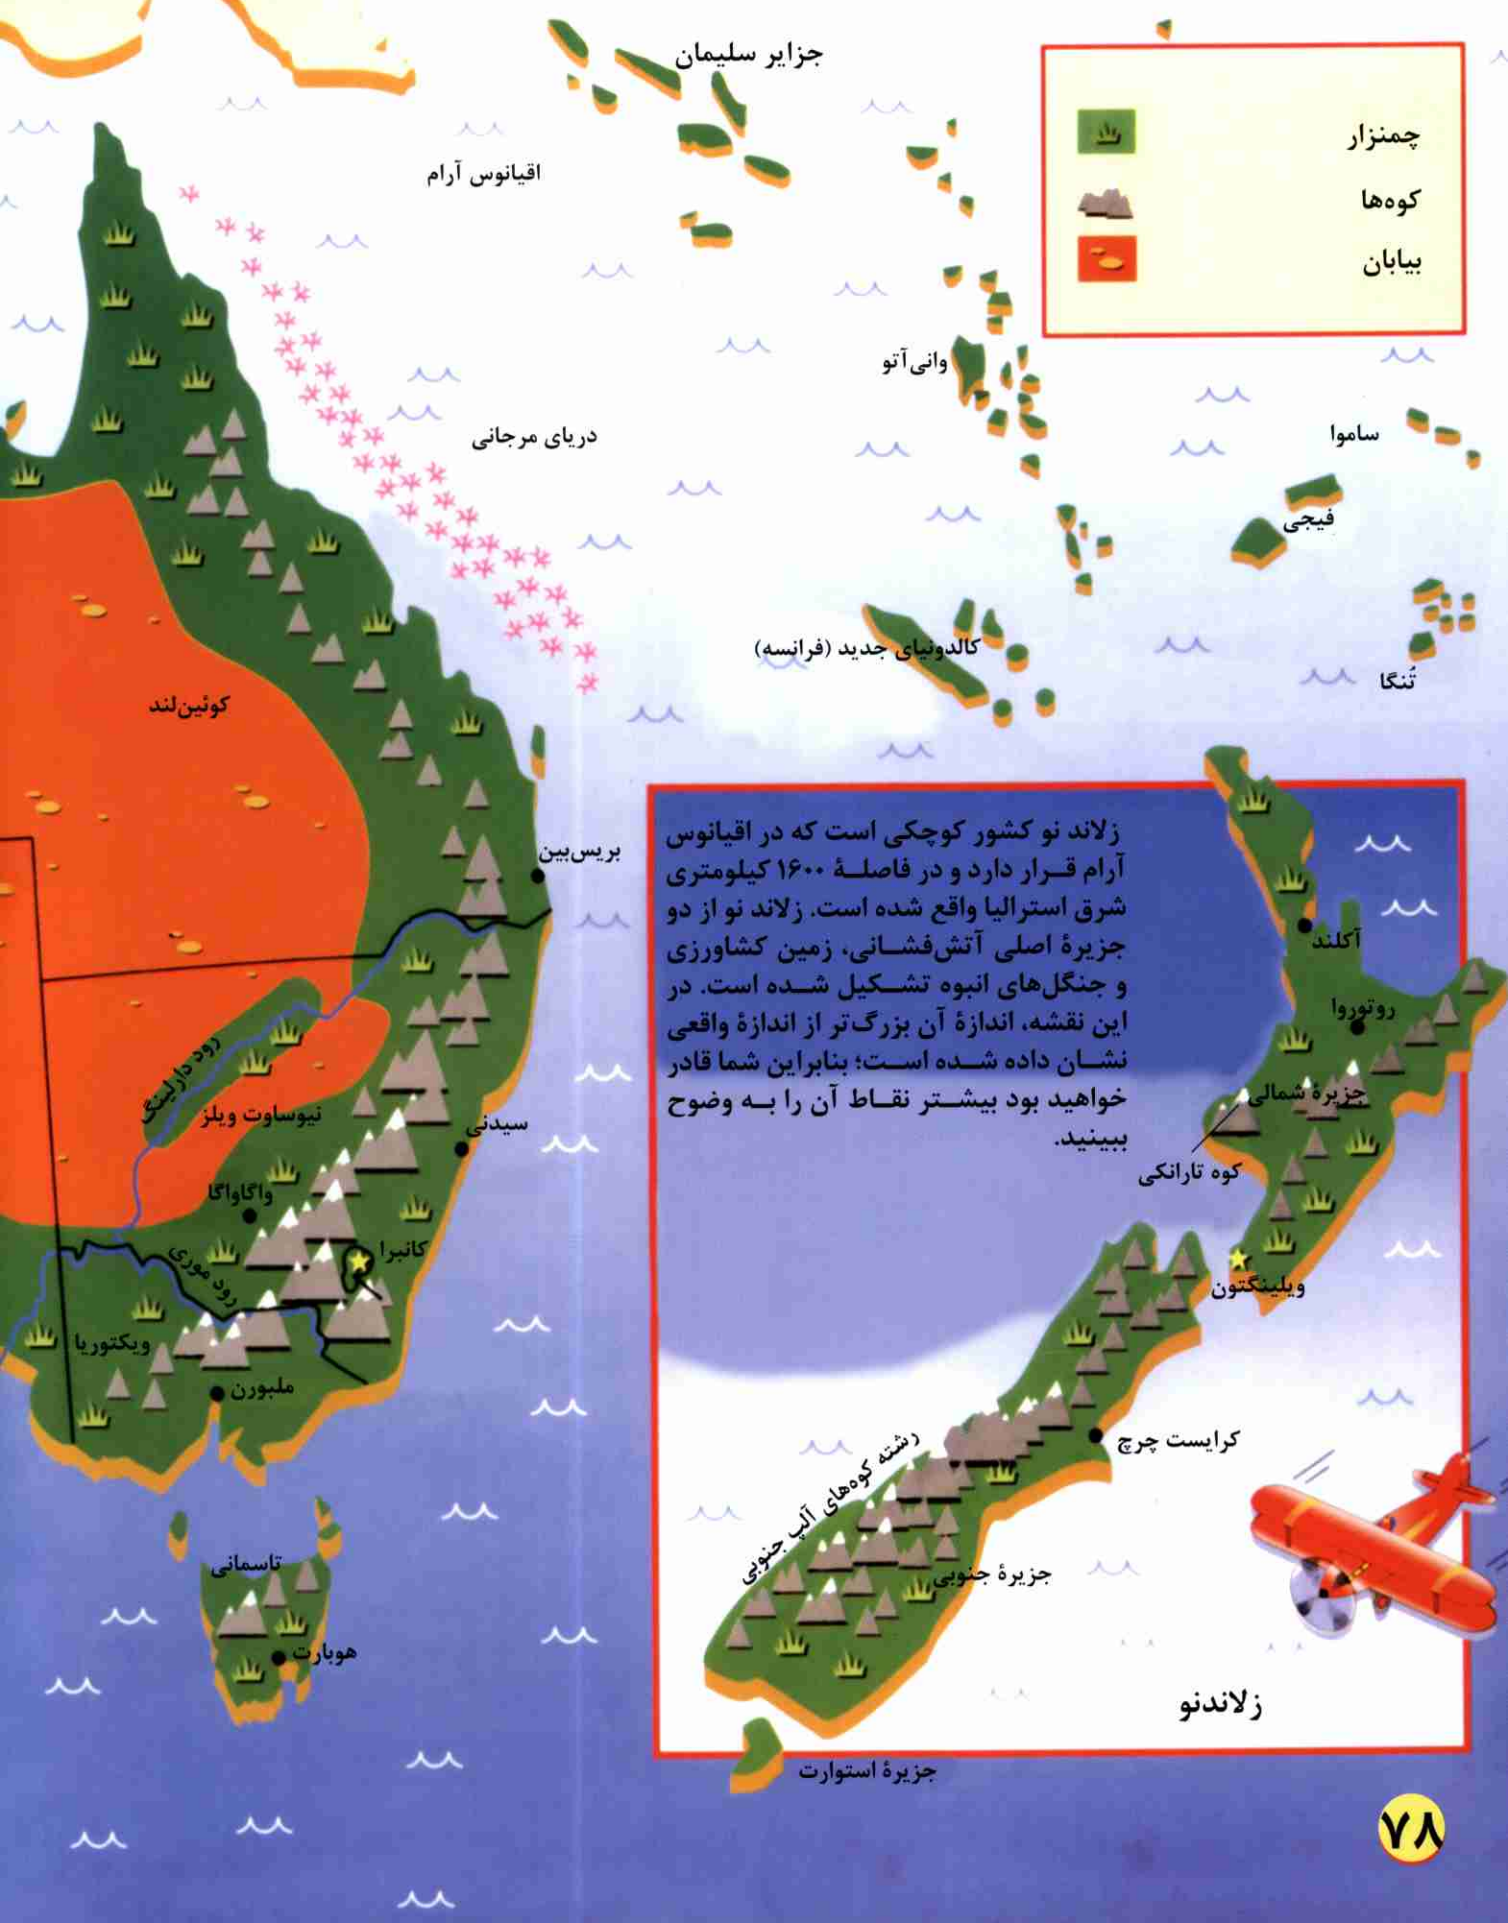 جزایر سلیمان
چمنزار
کوه‌ها
بیابان
اقیانوس آرام
وانی‌آتو
دریای مرجانی
ساموا
فیجی
کالدونیای جدید (فرانسه)
تُنگا
کوئین‌لند
بریس‌بین
زلاند نو کشور کوچکی است که در اقیانوس
آرام قرار دارد و در فاصلهٔ ۱۶۰۰ کیلومتری
شرق استرالیا واقع شده است. زلاند نو از دو
جزیرهٔ اصلی آتش‌فشانی، زمین کشاورزی
و جنگل‌های انبوه تشکیل شده است. در
این نقشه، اندازهٔ آن بزرگ‌تر از اندازهٔ واقعی
نشان داده شده است؛ بنابراین شما قادر
خواهید بود بیشتر نقاط آن را به وضوح
ببینید.
آکلند
روتوروا
جزیرهٔ شمالی
کوه تارانکی
ویلینگتون
رود دارلینگ
نیوساوت ویلز
سیدنی
واگاواگا
کانبرا
رود موری
ویکتوریا
ملبورن
کرایست چرچ
رشته کوه‌های آلپ جنوبی
جزیرهٔ جنوبی
تاسمانی
هوبارت
زلاندنو
جزیرهٔ استوارت
۷۸